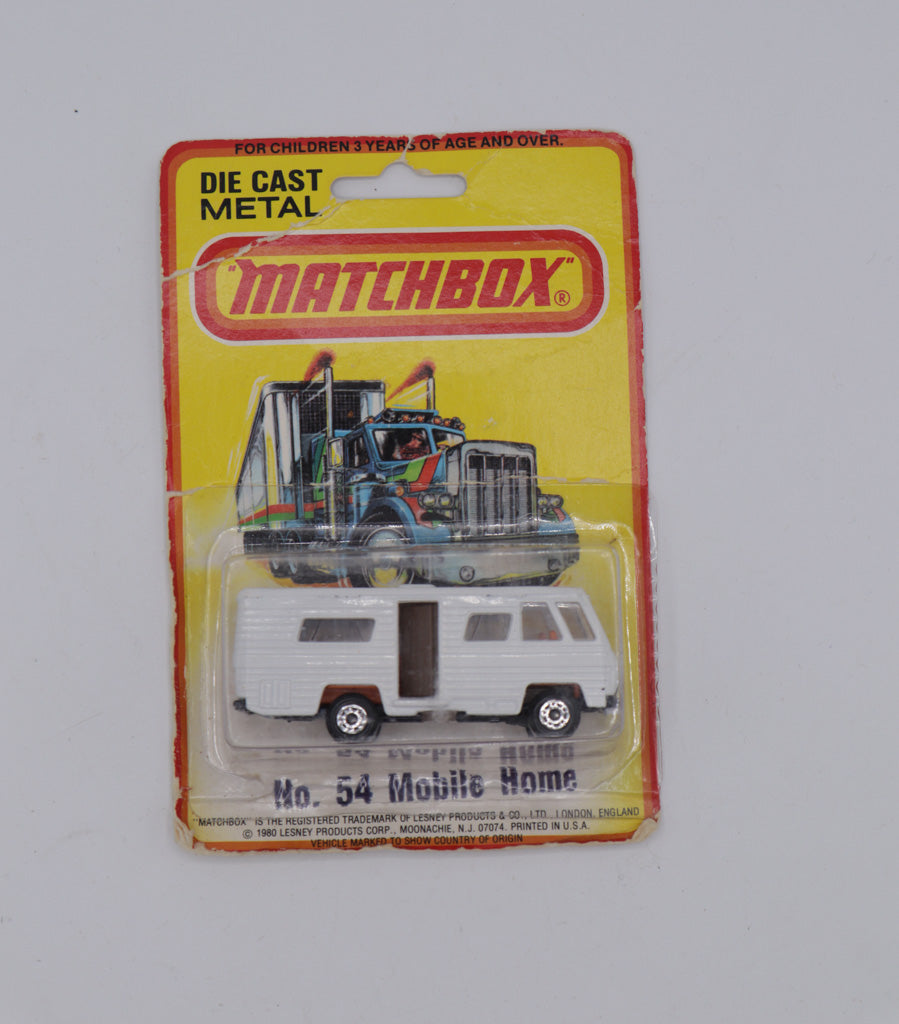 FOR CHILDREN 3 YEARS OF AGE AND OVER.
DIE CAST
METAL
"MATCHBOX"®
No. 54 Mobile Home
"MATCHBOX" IS THE REGISTERED TRADEMARK OF LESNEY PRODUCTS & CO., LTD., LONDON, ENGLAND
© 1980 LESNEY PRODUCTS CORP., MOONACHIE, N.J. 07074. PRINTED IN U.S.A.
VEHICLE MARKED TO SHOW COUNTRY OF ORIGIN